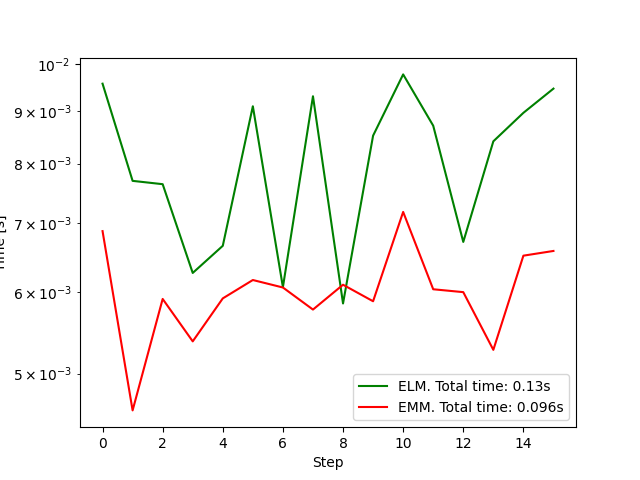 10⁻²
9 × 10⁻³
8 × 10⁻³
7 × 10⁻³
6 × 10⁻³
5 × 10⁻³
Time [s]
ELM. Total time: 0.13s
EMM. Total time: 0.096s
0 2 4 6 8 10 12 14
Step